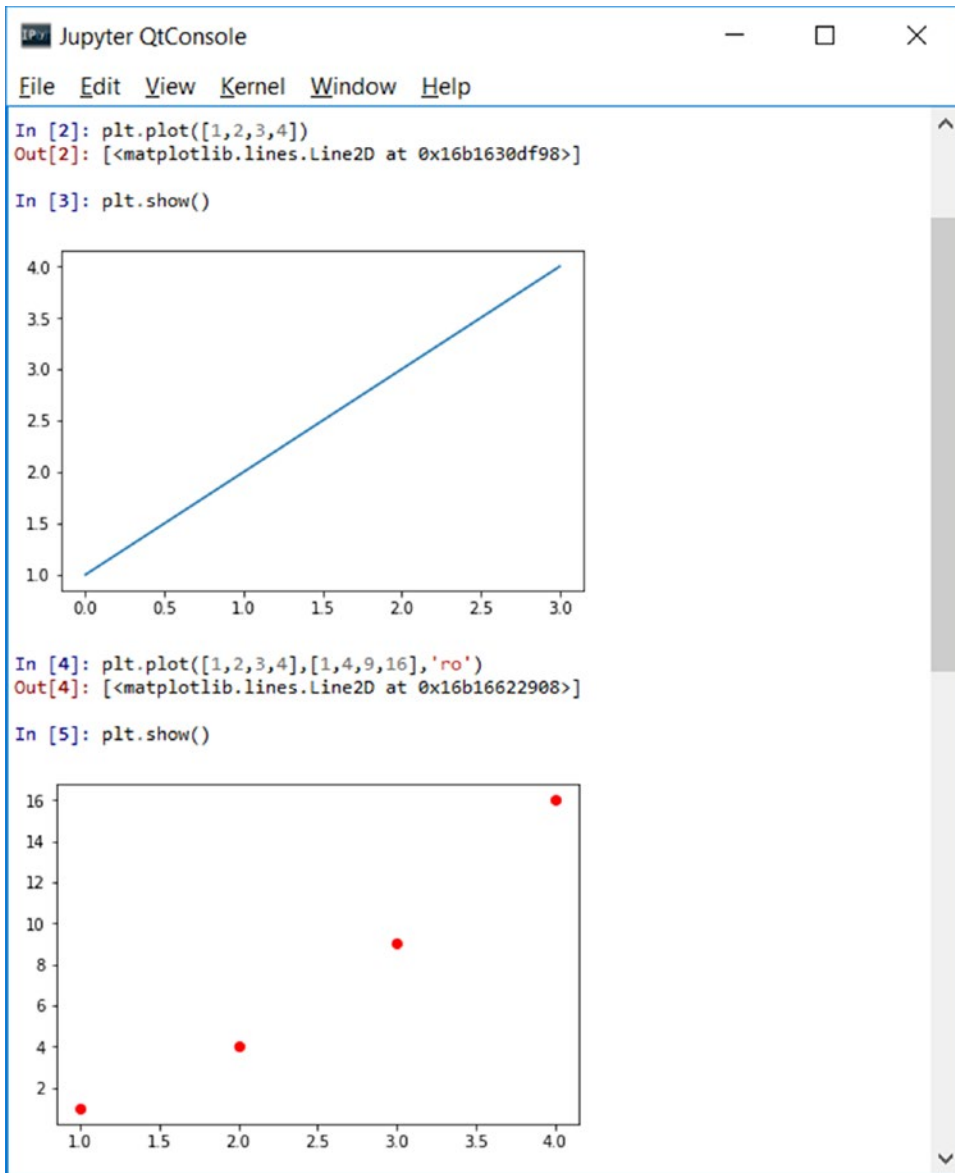 IP[y]: Jupyter QtConsole
File Edit View Kernel Window Help
In [2]: plt.plot([1,2,3,4])
Out[2]: [<matplotlib.lines.Line2D at 0x16b1630df98>]
In [3]: plt.show()
4.0
3.5
3.0
2.5
2.0
1.5
1.0
0.0 0.5 1.0 1.5 2.0 2.5 3.0
In [4]: plt.plot([1,2,3,4],[1,4,9,16],'ro')
Out[4]: [<matplotlib.lines.Line2D at 0x16b16622908>]
In [5]: plt.show()
16
14
12
10
8
6
4
2
1.0 1.5 2.0 2.5 3.0 3.5 4.0